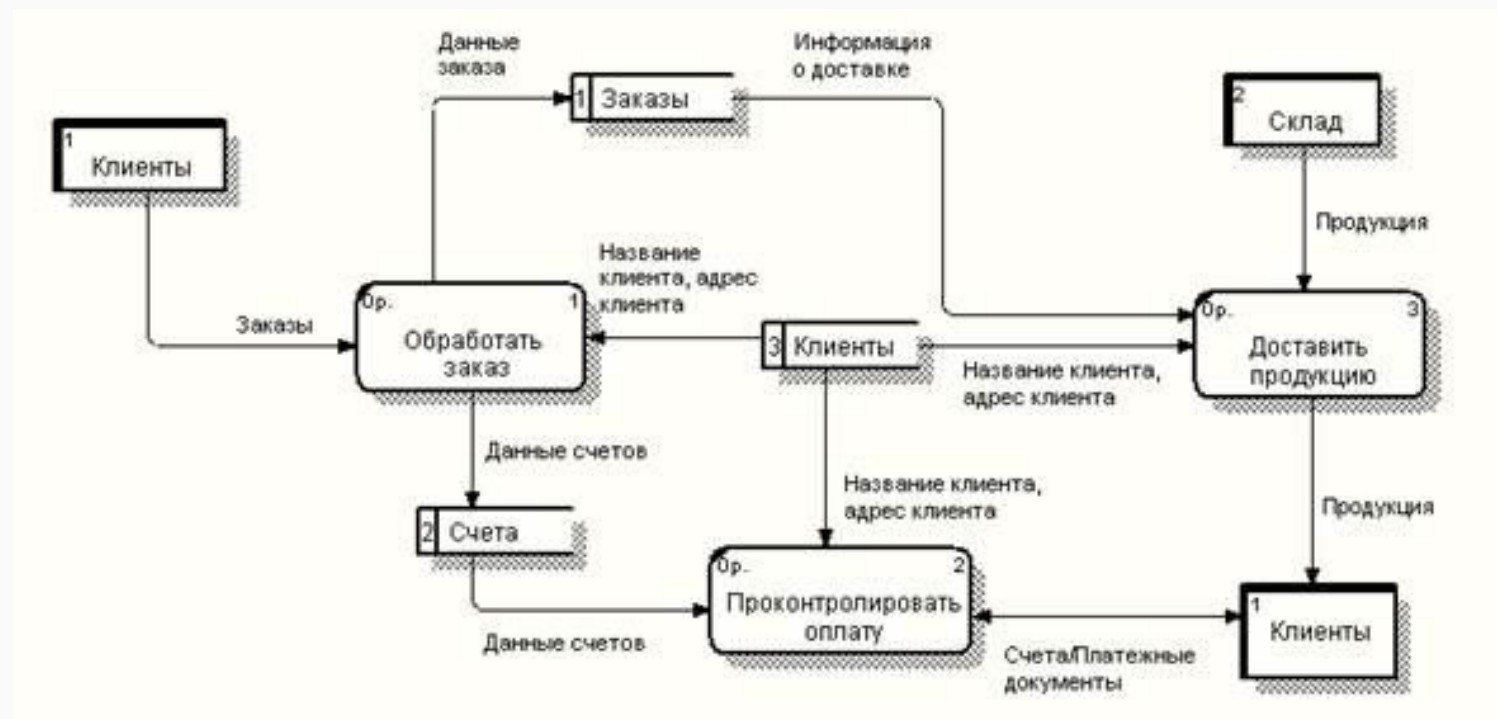 Данные
заказа
Информация
о доставке
1 Заказы
2
Склад
1
Клиенты
Продукция
Название
клиента, адрес
клиента
Заказы
0р. 1
Обработать
заказ
3 Клиенты
0р. 3
Доставить
продукцию
Название клиента,
адрес клиента
Данные счетов
Название клиента,
адрес клиента
Продукция
2 Счета
0р. 2
Проконтролировать
оплату
1
Клиенты
Данные счетов
Счета/Платежные
документы